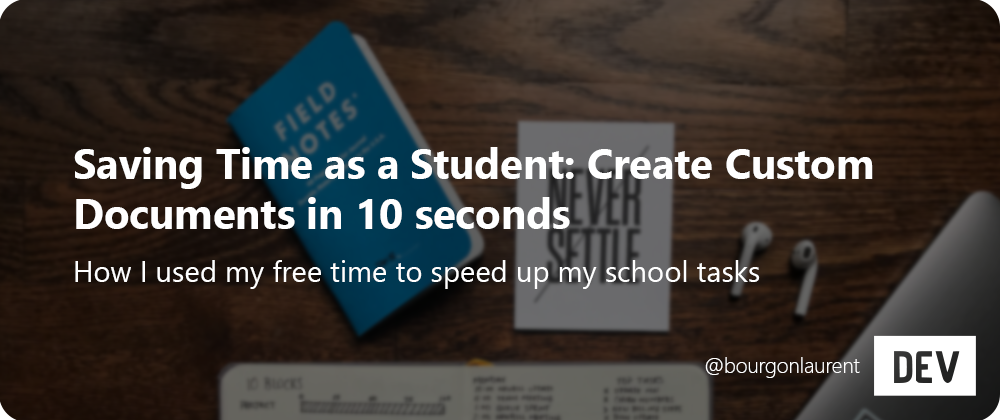 FIELD
NOTES
Saving Time as a Student: Create Custom
Documents in 10 seconds
NEVER
SETTLE
How I used my free time to speed up my school tasks
@bourgonlaurent
DEV